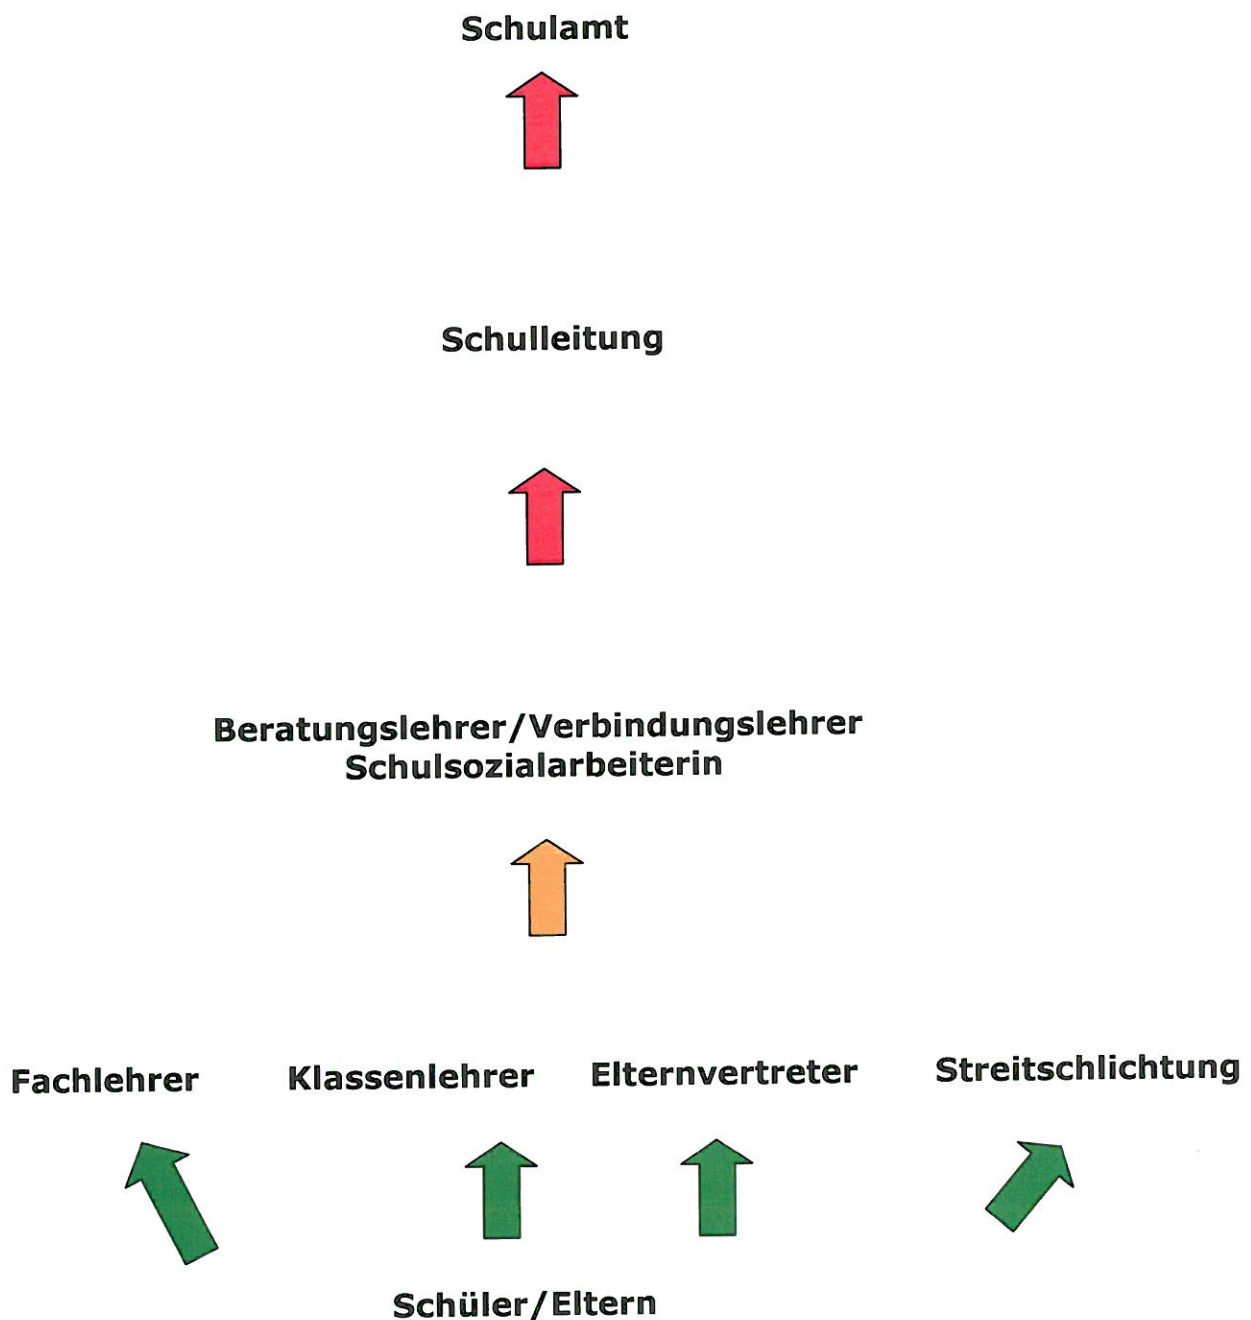 Schulamt
Schulleitung
Beratungslehrer/Verbindungslehrer
Schulsozialarbeiterin
Fachlehrer Klassenlehrer Elternvertreter Streitschlichtung
Schüler/Eltern